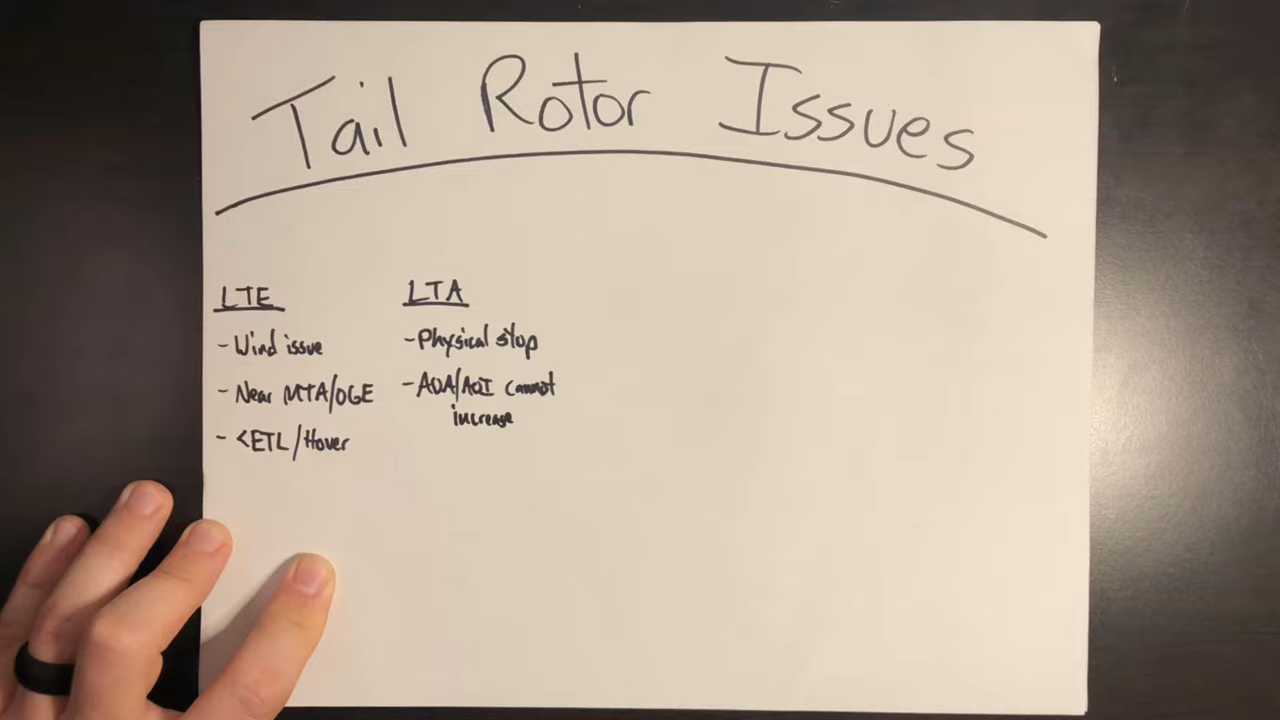 Tail Rotor Issues
LTE
- Wind issue
- Near MTA/OGE
- <ETL/Hover
LTA
- Physical stop
- AOA/AOI cannot
increase